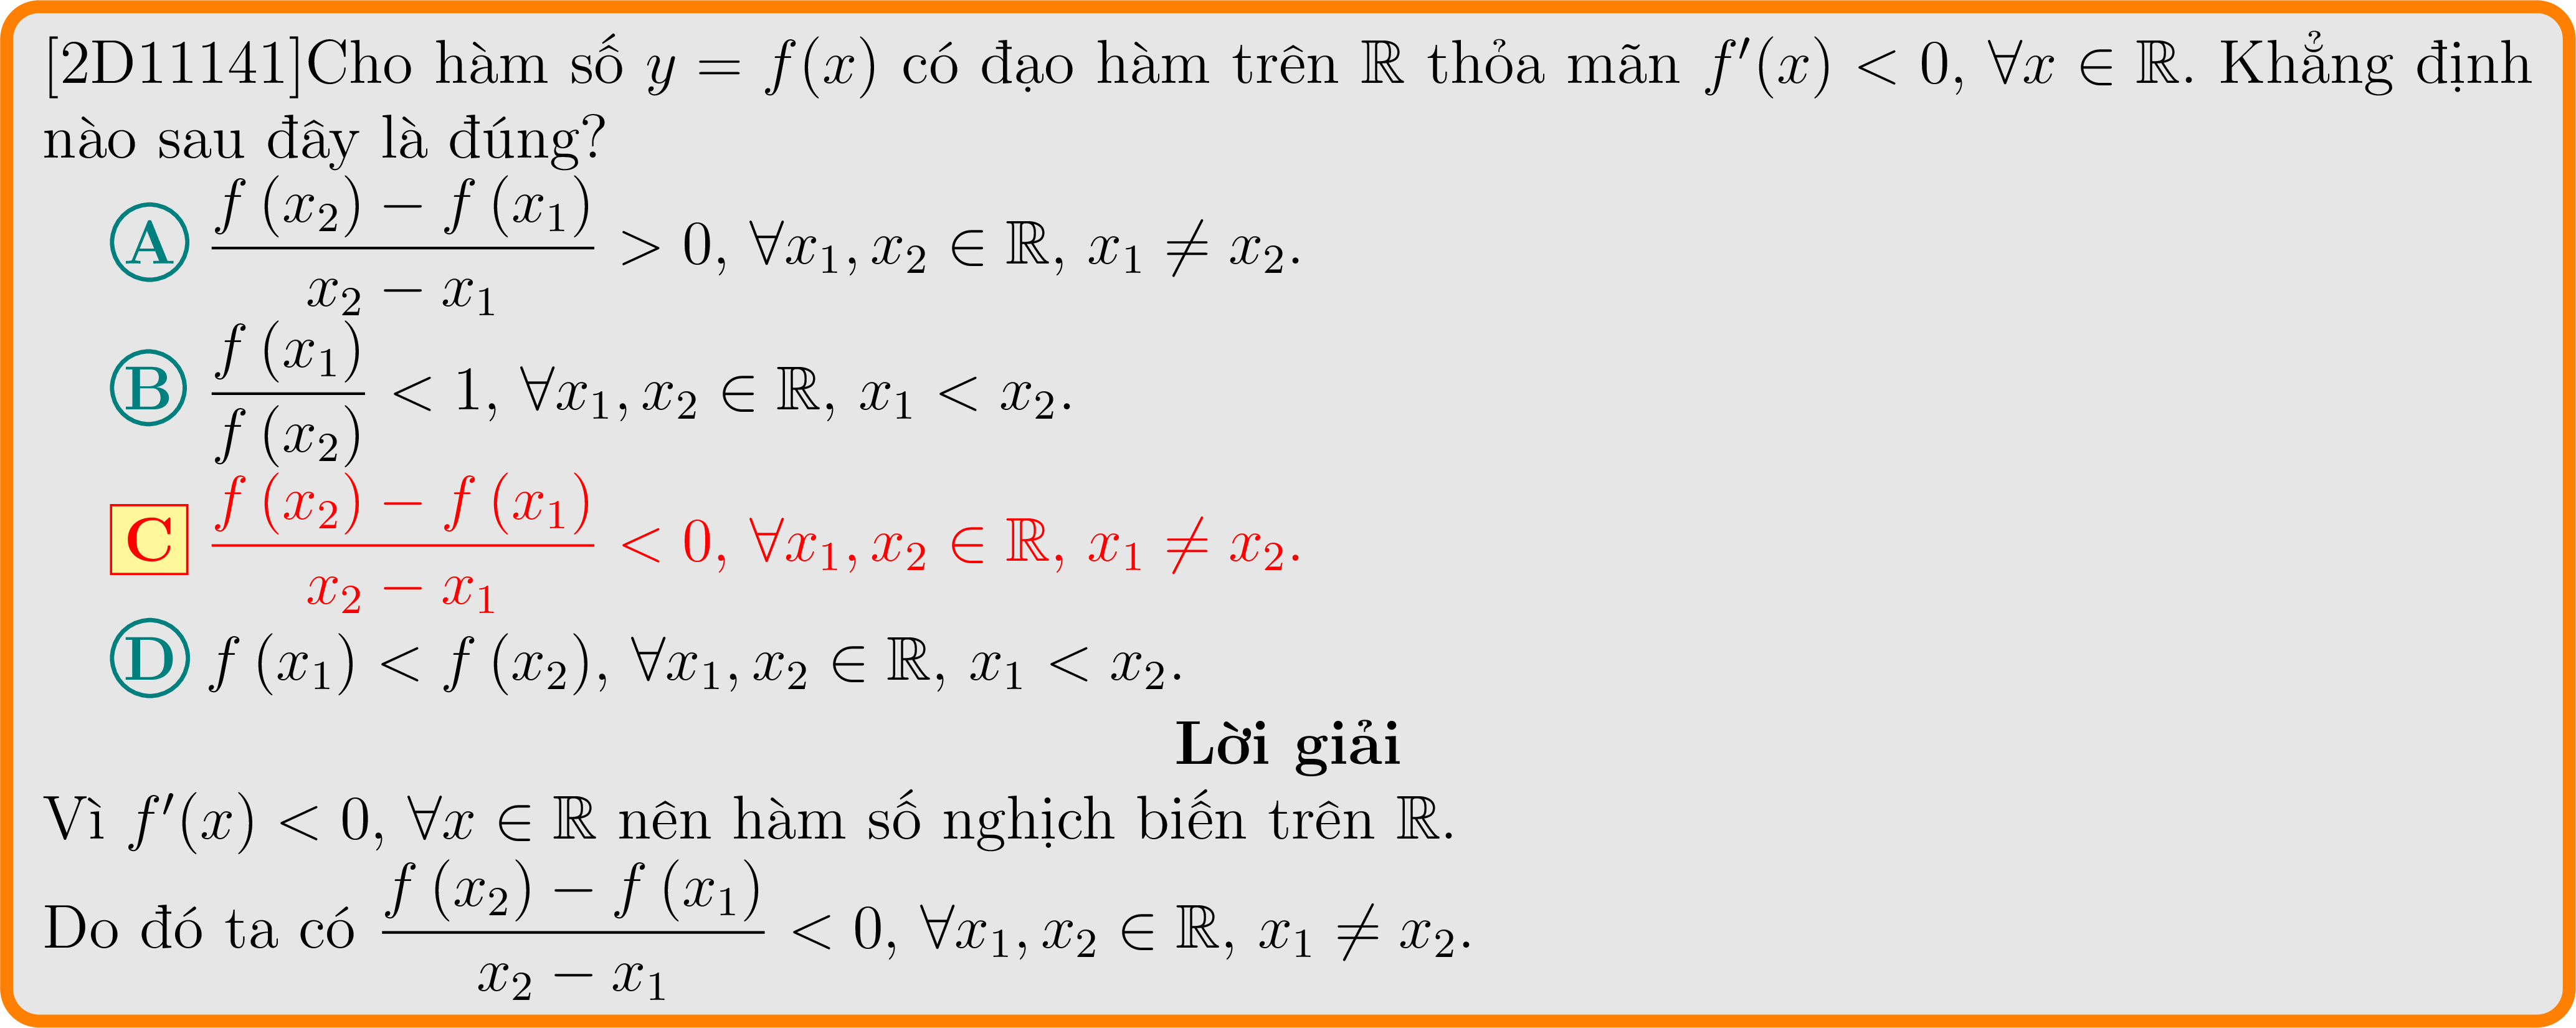 [2D11141]Cho hàm số $y = f(x)$ có đạo hàm trên $\mathbb{R}$ thỏa mãn $f'(x) < 0, \forall x \in \mathbb{R}$. Khẳng định
nào sau đây là đúng?
A $\dfrac{f(x_2) - f(x_1)}{x_2 - x_1} > 0, \forall x_1, x_2 \in \mathbb{R}, x_1 \neq x_2.$
B $\dfrac{f(x_1)}{f(x_2)} < 1, \forall x_1, x_2 \in \mathbb{R}, x_1 < x_2.$
C $\dfrac{f(x_2) - f(x_1)}{x_2 - x_1} < 0, \forall x_1, x_2 \in \mathbb{R}, x_1 \neq x_2.$
D $f(x_1) < f(x_2), \forall x_1, x_2 \in \mathbb{R}, x_1 < x_2.$
Lời giải
Vì $f'(x) < 0, \forall x \in \mathbb{R}$ nên hàm số nghịch biến trên $\mathbb{R}$.
Do đó ta có $\dfrac{f(x_2) - f(x_1)}{x_2 - x_1} < 0, \forall x_1, x_2 \in \mathbb{R}, x_1 \neq x_2.$